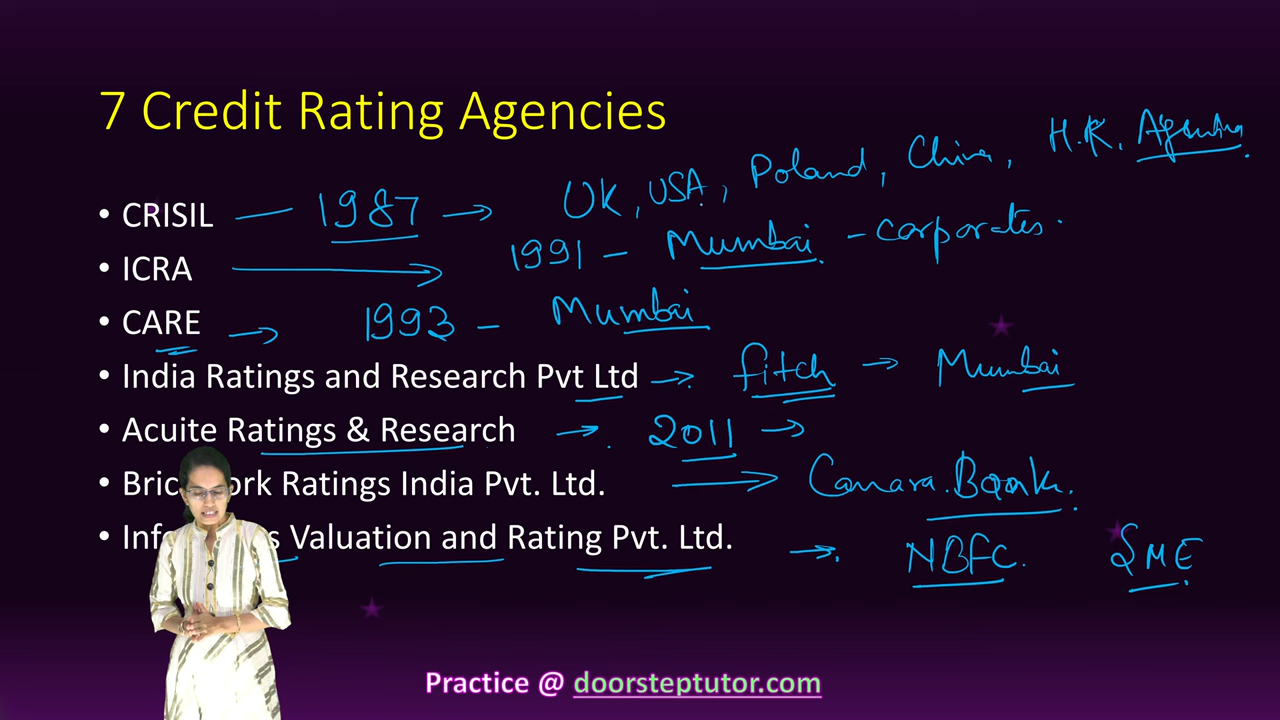 7 Credit Rating Agencies
H.K, Agentina.
UK, USA, Poland, China,
• CRISIL — 1987 →
1991 – Mumbai – corporates.
• ICRA →
• CARE → 1993 – Mumbai
• India Ratings and Research Pvt Ltd → fitch → Mumbai
• Acuite Ratings & Research → 2011 →
• Bric ork Ratings India Pvt. Ltd. → Canara Bank.
• Inf s Valuation and Rating Pvt. Ltd. → NBFC. SME
Practice @ doorsteptutor.com